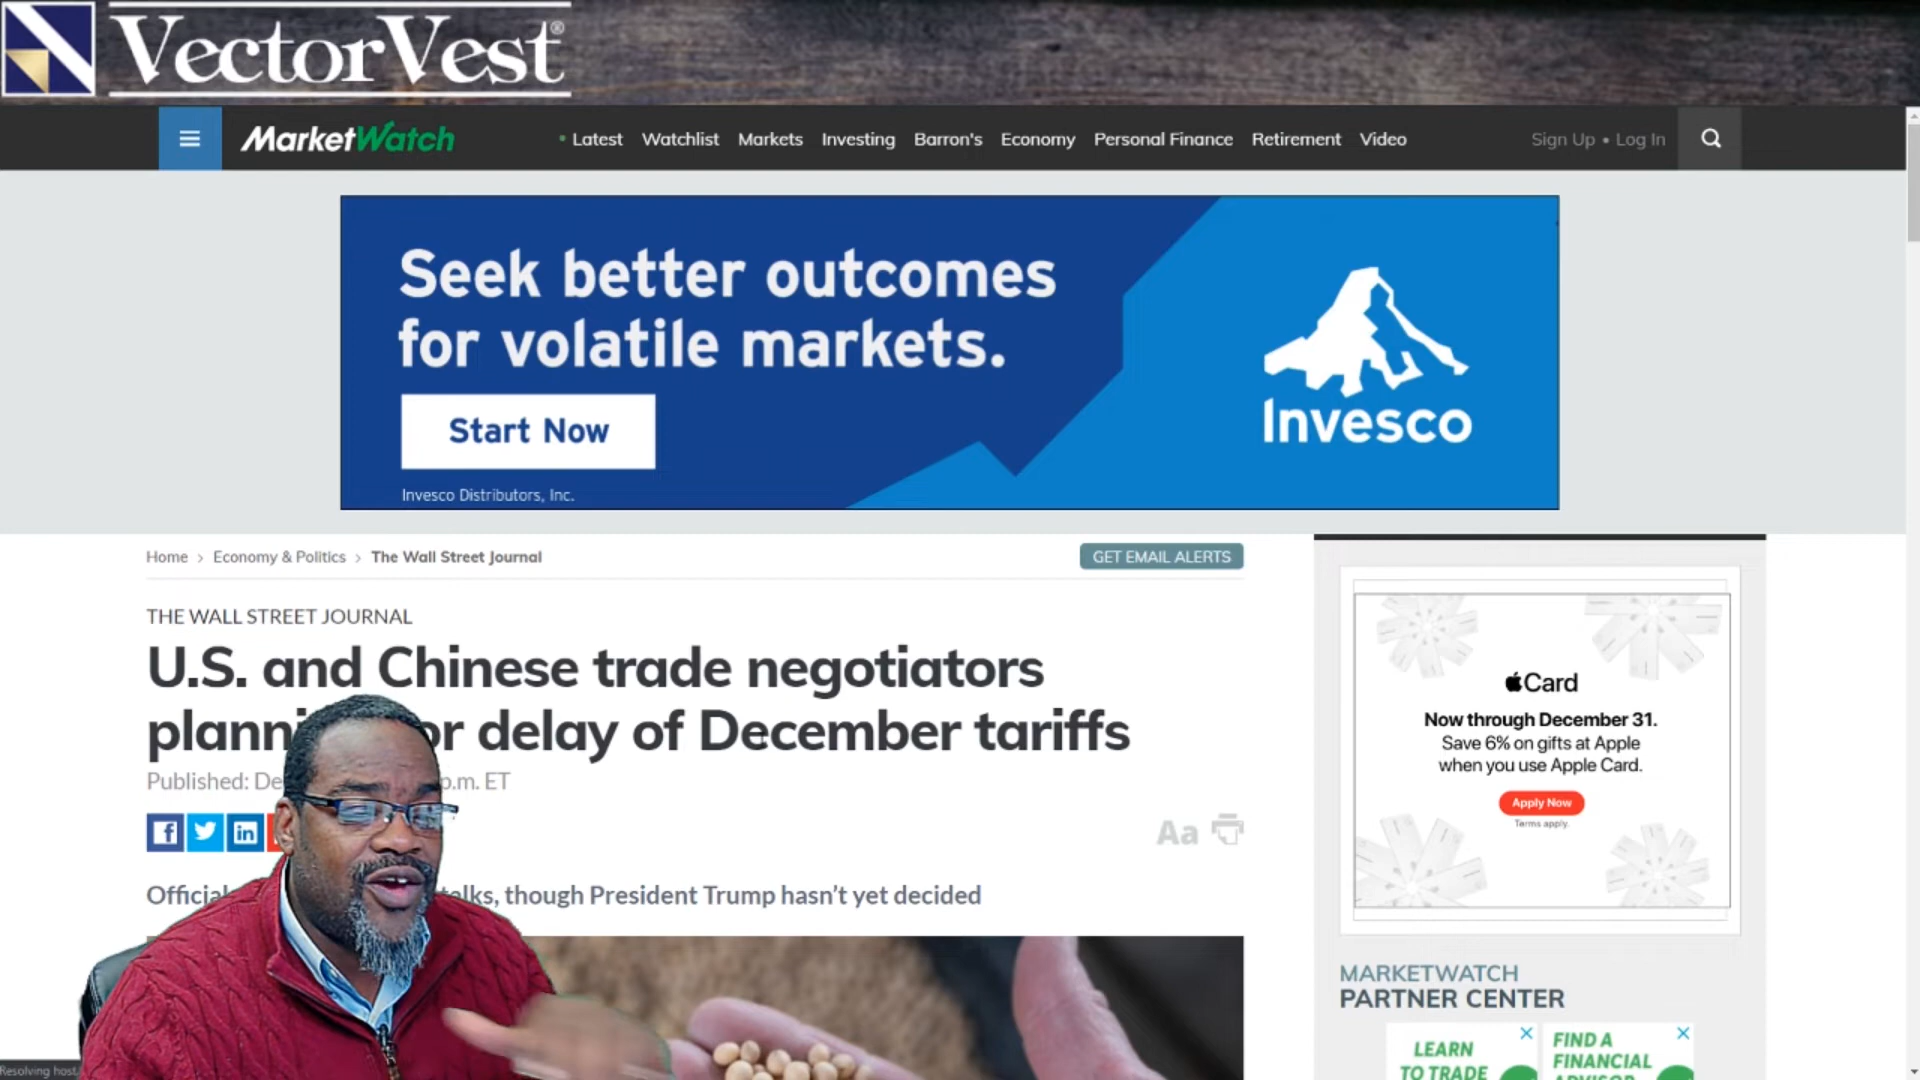 VectorVest®
MarketWatch
Latest Watchlist Markets Investing Barron's Economy Personal Finance Retirement Video
Sign Up • Log In
Seek better outcomes
for volatile markets.
Start Now
Invesco
Invesco Distributors, Inc.
Home > Economy & Politics > The Wall Street Journal
GET EMAIL ALERTS
THE WALL STREET JOURNAL
U.S. and Chinese trade negotiators
delay of December tariffs
Published: p.m. ET
Aa
though President Trump hasn't yet decided
Card
Now through December 31.
Save 6% on gifts at Apple
when you use Apple Card.
Apply Now
Terms apply.
MARKETWATCH
PARTNER CENTER
LEARN
TO TRADE
FIND A
FINANCIAL
Resolving host